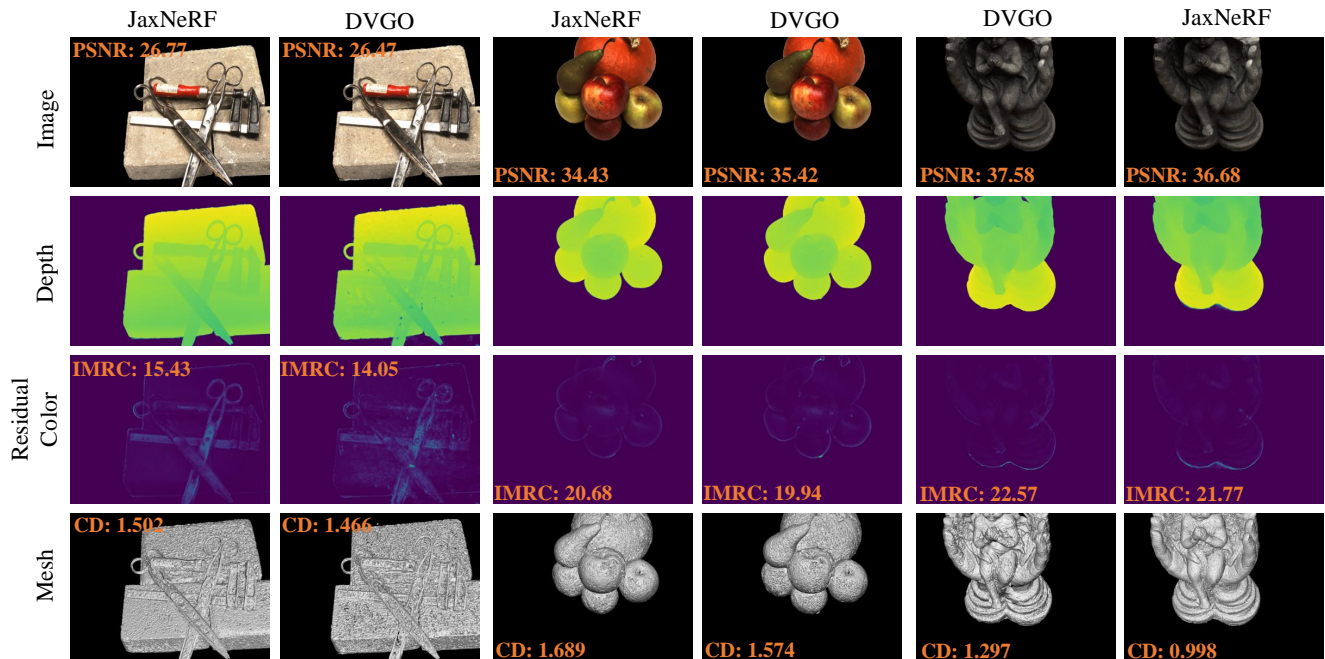 JaxNeRF DVGO JaxNeRF DVGO DVGO JaxNeRF
Image
PSNR: 26.77 PSNR: 26.47 PSNR: 34.43 PSNR: 35.42 PSNR: 37.58 PSNR: 36.68
Depth
Residual
Color
IMRC: 15.43 IMRC: 14.05 IMRC: 20.68 IMRC: 19.94 IMRC: 22.57 IMRC: 21.77
Mesh
CD: 1.502 CD: 1.466 CD: 1.689 CD: 1.574 CD: 1.297 CD: 0.998